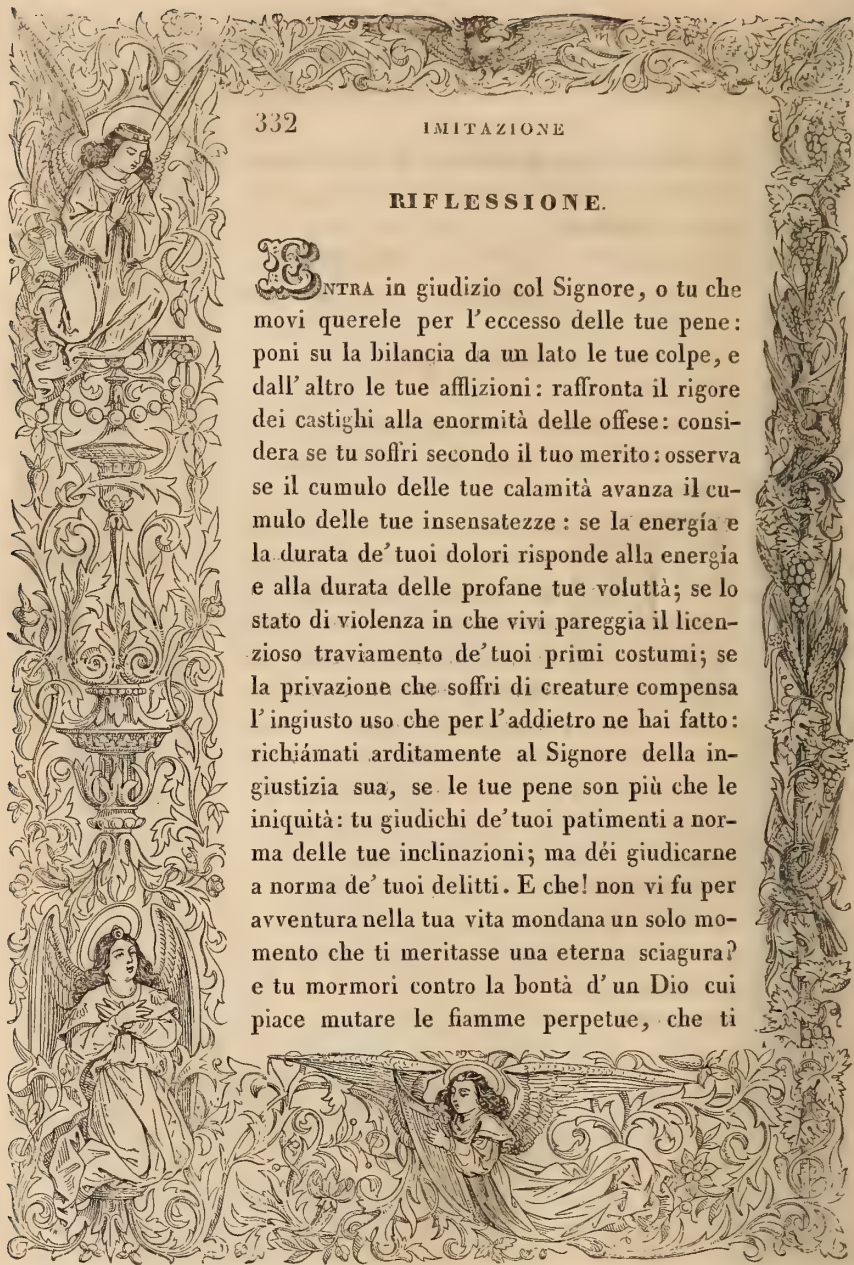 332 IMITAZIONE
RIFLESSIONE.
ENTRA in giudizio col Signore, o tu che
movi querele per l'eccesso delle tue pene:
poni su la bilancia da un lato le tue colpe, e
dall'altro le tue afflizioni: raffronta il rigore
dei castighi alla enormità delle offese: consi-
dera se tu soffri secondo il tuo merito: osserva
se il cumulo delle tue calamità avanza il cu-
mulo delle tue insensatezze: se la energía e
la durata de' tuoi dolori risponde alla energía
e alla durata delle profane tue voluttà; se lo
stato di violenza in che vivi pareggia il licen-
zioso traviamento de' tuoi primi costumi; se
la privazione che soffri di creature compensa
l'ingiusto uso che per l'addietro ne hai fatto:
richiámati arditamente al Signore della in-
giustizia sua, se le tue pene son più che le
iniquità: tu giudichi de' tuoi patimenti a nor-
ma delle tue inclinazioni; ma déi giudicarne
a norma de' tuoi delitti. E che! non vi fu per
avventura nella tua vita mondana un solo mo-
mento che ti meritasse una eterna sciagura?
e tu mormori contro la bontà d'un Dio cui
piace mutare le fiamme perpetue, che ti